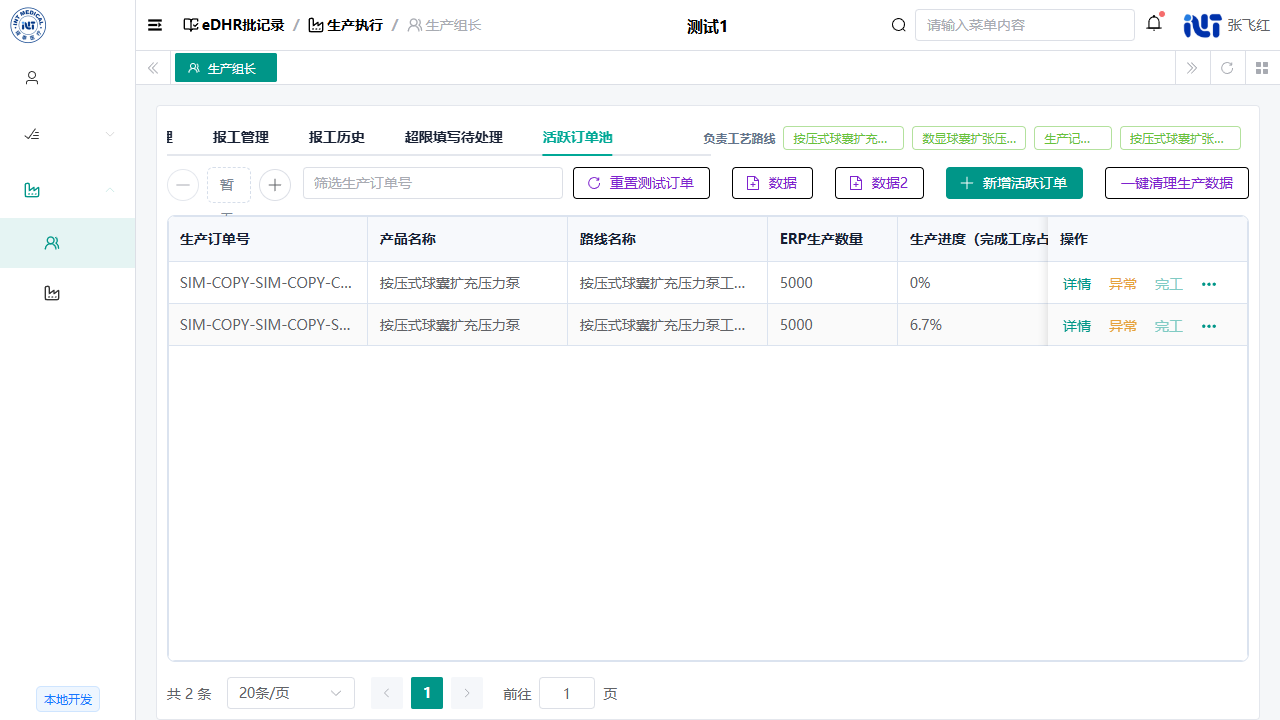 eDHR批记录 / 生产执行 / 生产组长
测试1
请输入菜单内容
张飞红
生产组长
报工管理
报工历史
超限填写待处理
活跃订单池
负责工艺路线
按压式球囊扩充...
数显球囊扩张压...
生产记...
按压式球囊扩张...
暂
筛选生产订单号
重置测试订单
数据
数据2
新增活跃订单
一键清理生产数据
生产订单号 产品名称 路线名称 ERP生产数量 生产进度（完成工序占 操作
SIM-COPY-SIM-COPY-C... 按压式球囊扩充压力泵 按压式球囊扩充压力泵工... 5000 0% 详情 异常 完工
SIM-COPY-SIM-COPY-S... 按压式球囊扩充压力泵 按压式球囊扩充压力泵工... 5000 6.7% 详情 异常 完工
本地开发
共 2 条 20条/页 1 前往 1 页